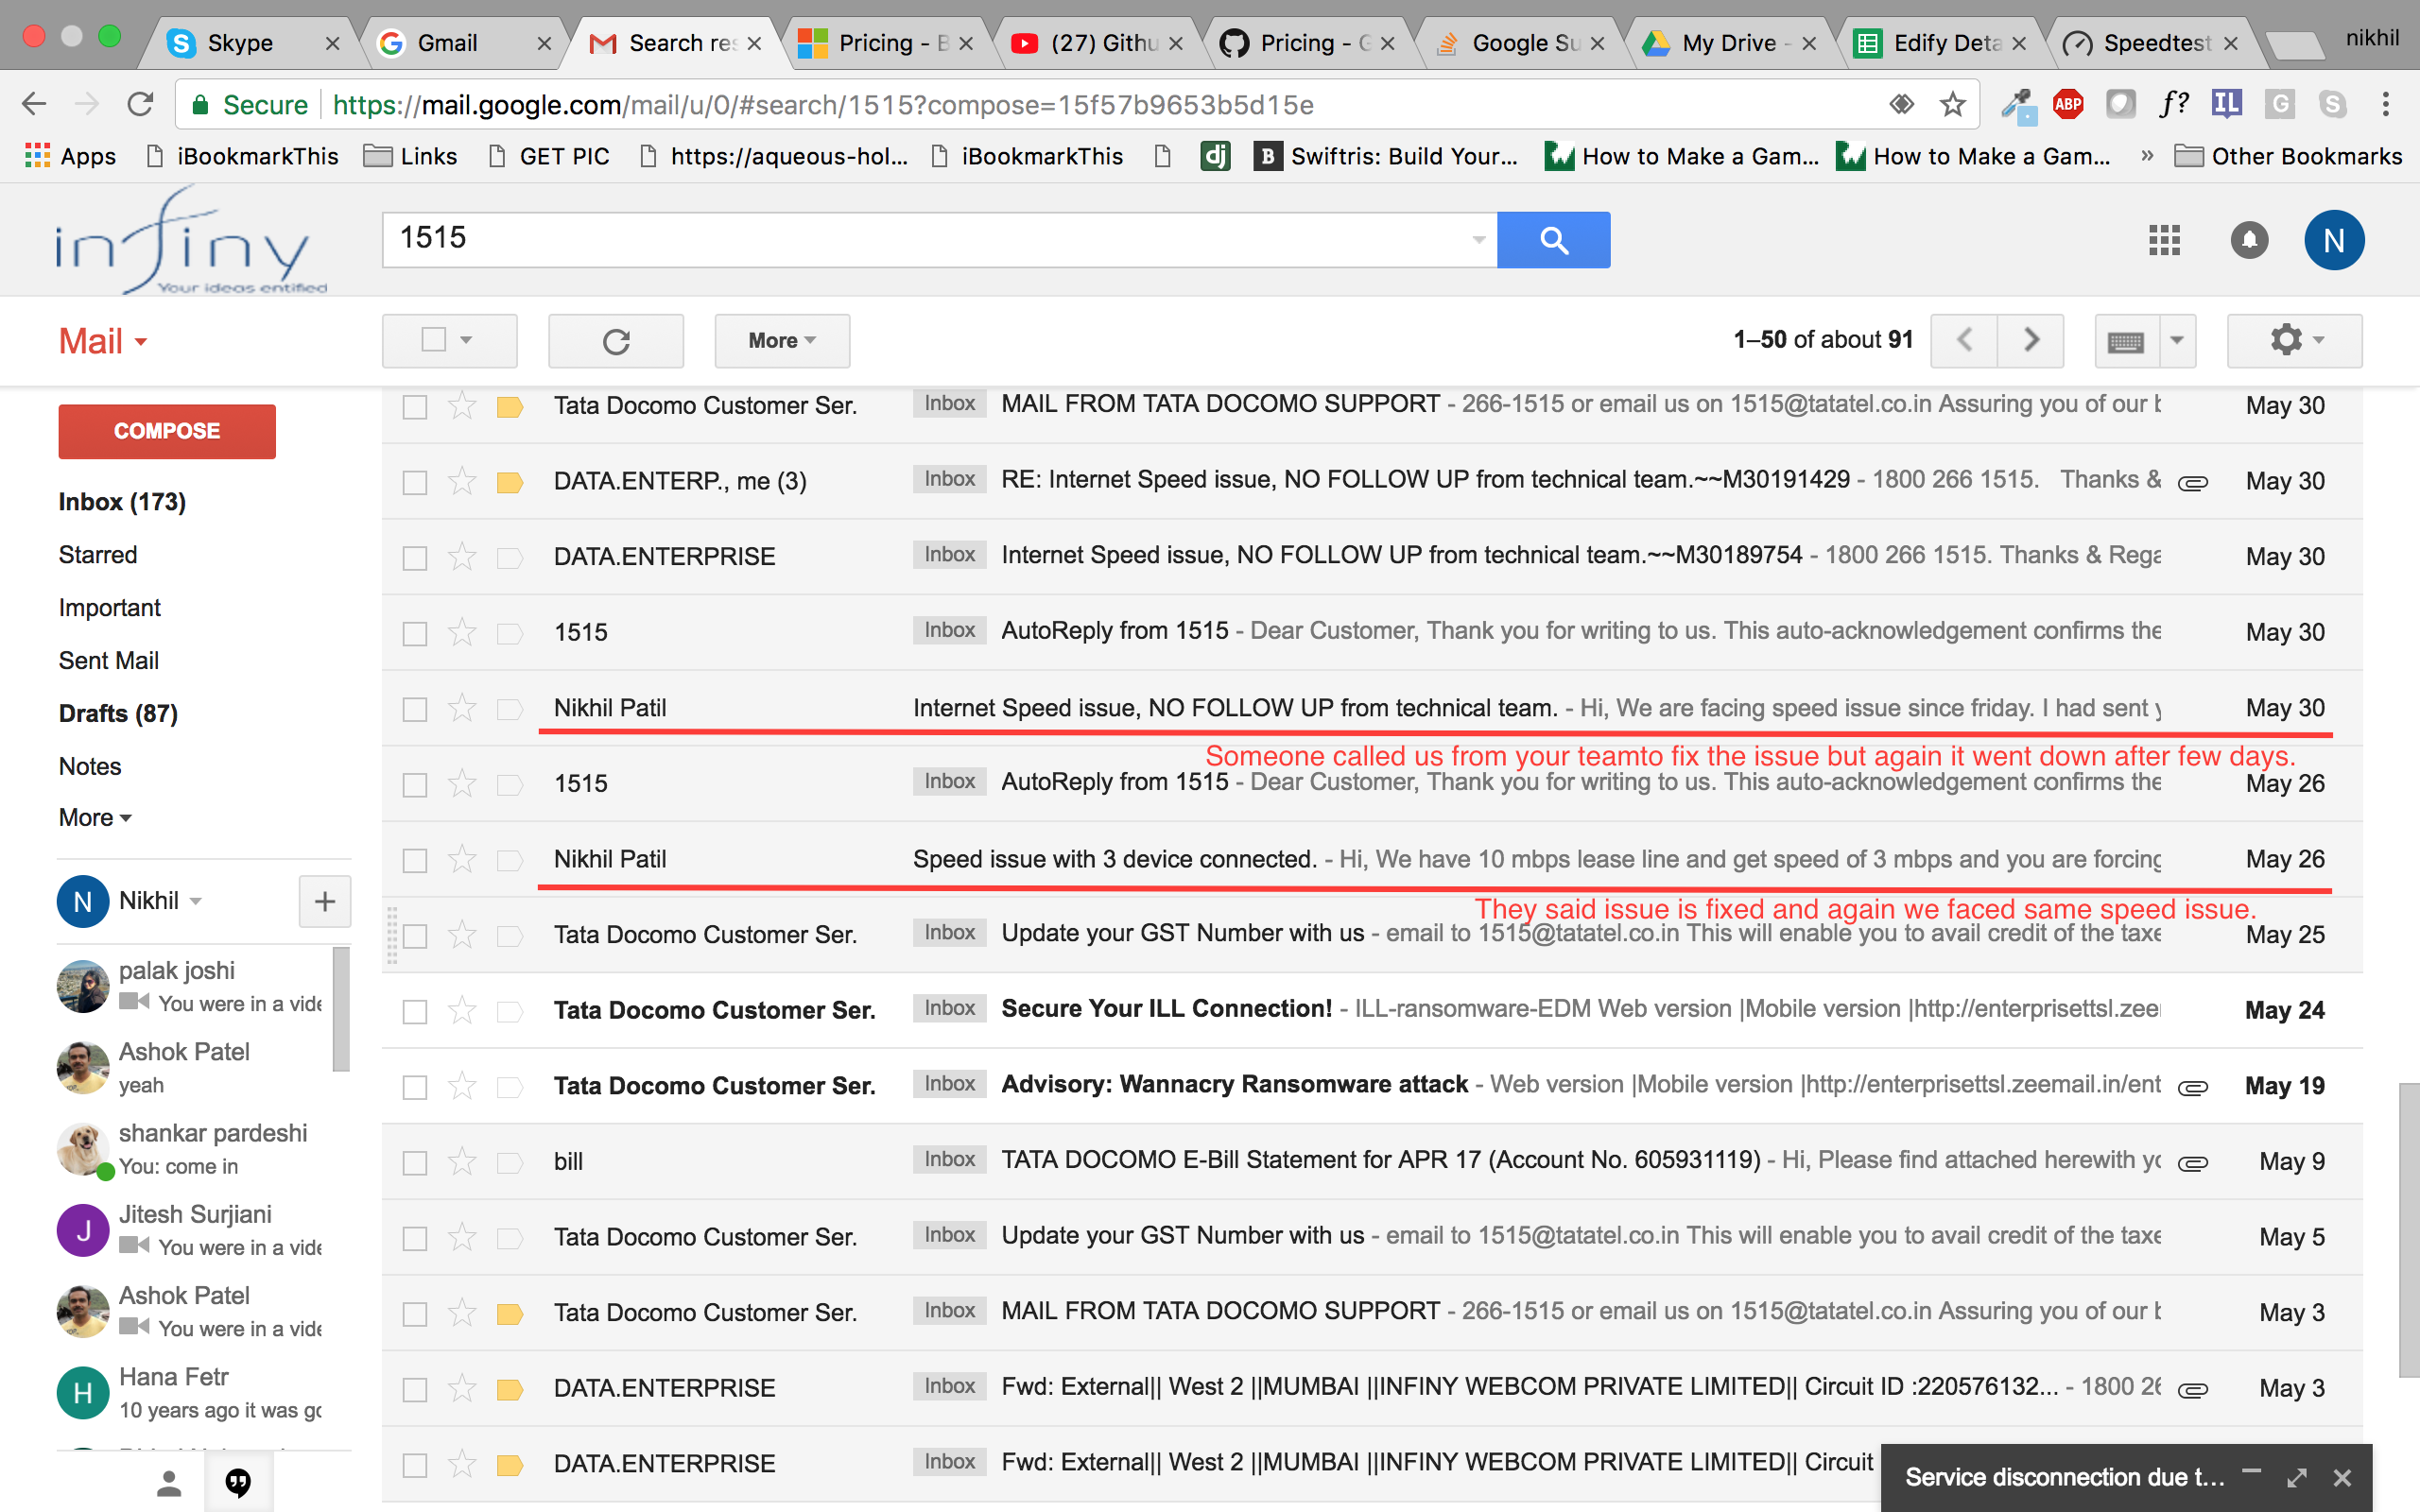 Skype
Gmail
Search res
Pricing - B
(27) Githu
Pricing - G
Google Su
My Drive -
Edify Deta
Speedtest
nikhil
Secure
https://mail.google.com/mail/u/0/#search/1515?compose=15f57b9653b5d15e
ABP
f?
IL
G
S
Apps
iBookmarkThis
Links
GET PIC
https://aqueous-hol...
iBookmarkThis
dj
B
Swiftris: Build Your...
How to Make a Gam...
How to Make a Gam...
»
Other Bookmarks
infiny
Your ideas entified
1515
N
Mail
More
1–50 of about 91
COMPOSE
Inbox (173)
Starred
Important
Sent Mail
Drafts (87)
Notes
More
N Nikhil
+
palak joshi
You were in a vide
Ashok Patel
yeah
shankar pardeshi
You: come in
J Jitesh Surjiani
You were in a vide
Ashok Patel
You were in a vide
H Hana Fetr
10 years ago it was go
Tata Docomo Customer Ser. Inbox MAIL FROM TATA DOCOMO SUPPORT - 266-1515 or email us on 1515@tatatel.co.in Assuring you of our b May 30
DATA.ENTERP., me (3) Inbox RE: Internet Speed issue, NO FOLLOW UP from technical team.~~M30191429 - 1800 266 1515. Thanks & May 30
DATA.ENTERPRISE Inbox Internet Speed issue, NO FOLLOW UP from technical team.~~M30189754 - 1800 266 1515. Thanks & Rega May 30
1515 Inbox AutoReply from 1515 - Dear Customer, Thank you for writing to us. This auto-acknowledgement confirms the May 30
Nikhil Patil Internet Speed issue, NO FOLLOW UP from technical team. - Hi, We are facing speed issue since friday. I had sent y May 30
Someone called us from your teamto fix the issue but again it went down after few days.
1515 Inbox AutoReply from 1515 - Dear Customer, Thank you for writing to us. This auto-acknowledgement confirms the May 26
Nikhil Patil Speed issue with 3 device connected. - Hi, We have 10 mbps lease line and get speed of 3 mbps and you are forcing May 26
They said issue is fixed and again we faced same speed issue.
Tata Docomo Customer Ser. Inbox Update your GST Number with us - email to 1515@tatatel.co.in This will enable you to avail credit of the taxe May 25
Tata Docomo Customer Ser. Inbox Secure Your ILL Connection! - ILL-ransomware-EDM Web version |Mobile version |http://enterprisettsl.zeei May 24
Tata Docomo Customer Ser. Inbox Advisory: Wannacry Ransomware attack - Web version |Mobile version |http://enterprisettsl.zeemail.in/ent May 19
bill Inbox TATA DOCOMO E-Bill Statement for APR 17 (Account No. 605931119) - Hi, Please find attached herewith yo May 9
Tata Docomo Customer Ser. Inbox Update your GST Number with us - email to 1515@tatatel.co.in This will enable you to avail credit of the taxe May 5
Tata Docomo Customer Ser. Inbox MAIL FROM TATA DOCOMO SUPPORT - 266-1515 or email us on 1515@tatatel.co.in Assuring you of our b May 3
DATA.ENTERPRISE Inbox Fwd: External|| West 2 ||MUMBAI ||INFINY WEBCOM PRIVATE LIMITED|| Circuit ID :220576132... - 1800 26 May 3
DATA.ENTERPRISE Inbox Fwd: External|| West 2 ||MUMBAI ||INFINY WEBCOM PRIVATE LIMITED|| Circuit
Service disconnection due t...